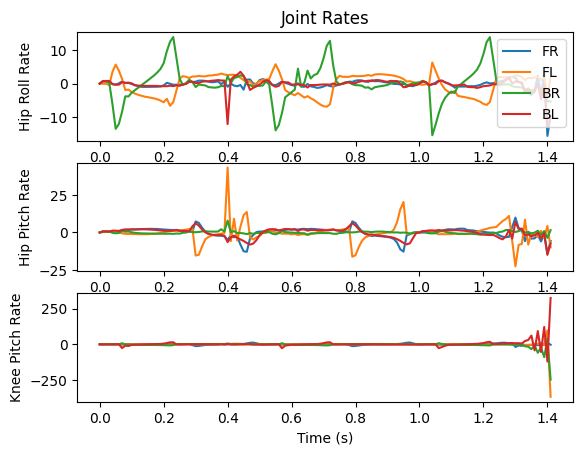 Joint Rates
Hip Roll Rate
10
0
−10
FR
FL
BR
BL
0.0 0.2 0.4 0.6 0.8 1.0 1.2 1.4
Hip Pitch Rate
25
0
−25
0.0 0.2 0.4 0.6 0.8 1.0 1.2 1.4
Knee Pitch Rate
250
0
−250
0.0 0.2 0.4 0.6 0.8 1.0 1.2 1.4
Time (s)